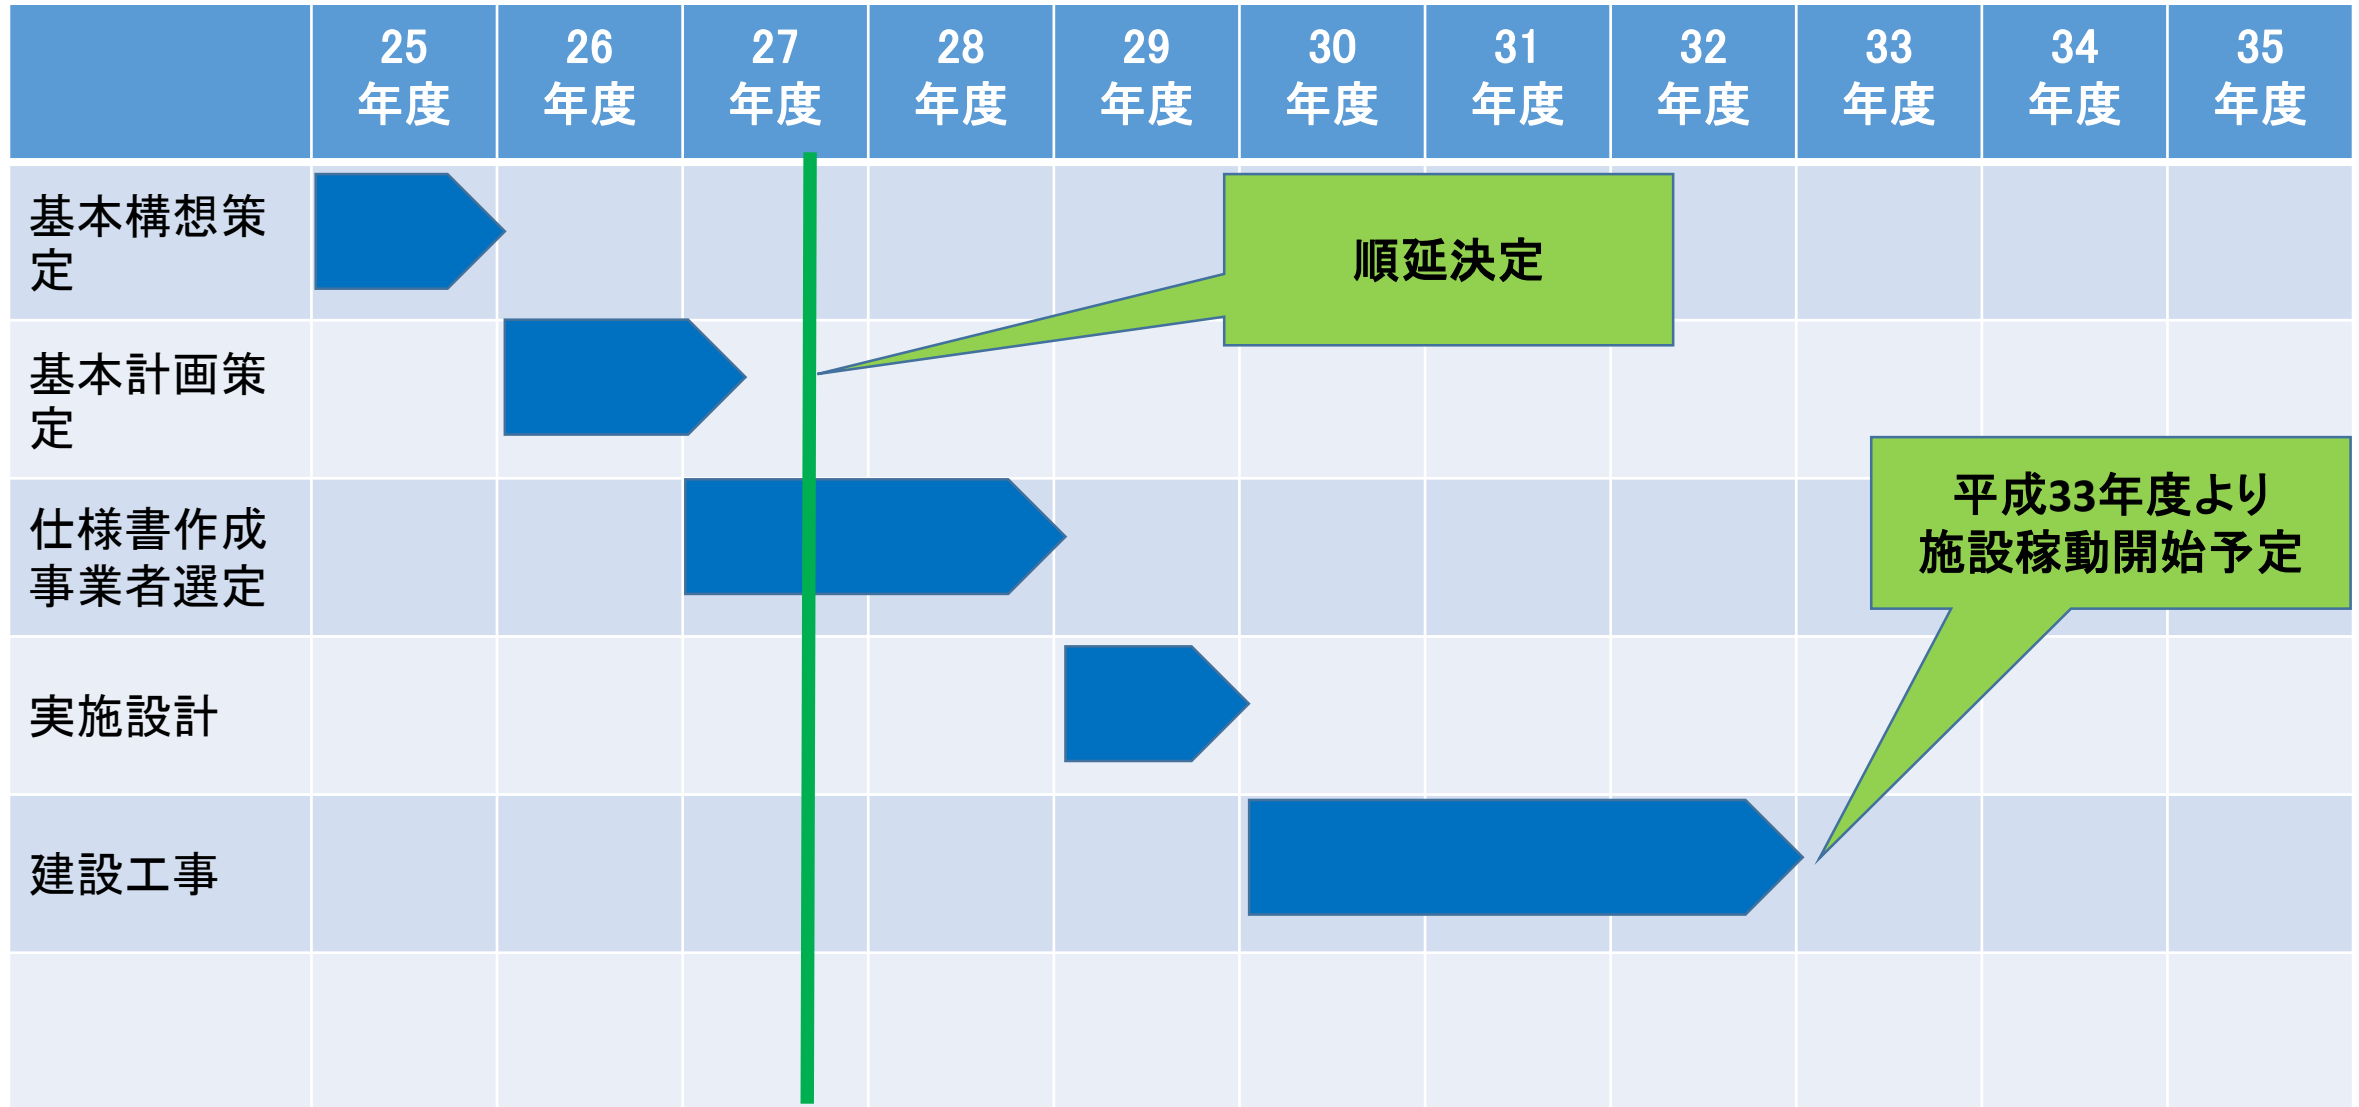 25
年度
26
年度
27
年度
28
年度
29
年度
30
年度
31
年度
32
年度
33
年度
34
年度
35
年度
基本構想策
定
順延決定
基本計画策
定
平成33年度より
施設稼動開始予定
仕様書作成
事業者選定
実施設計
建設工事